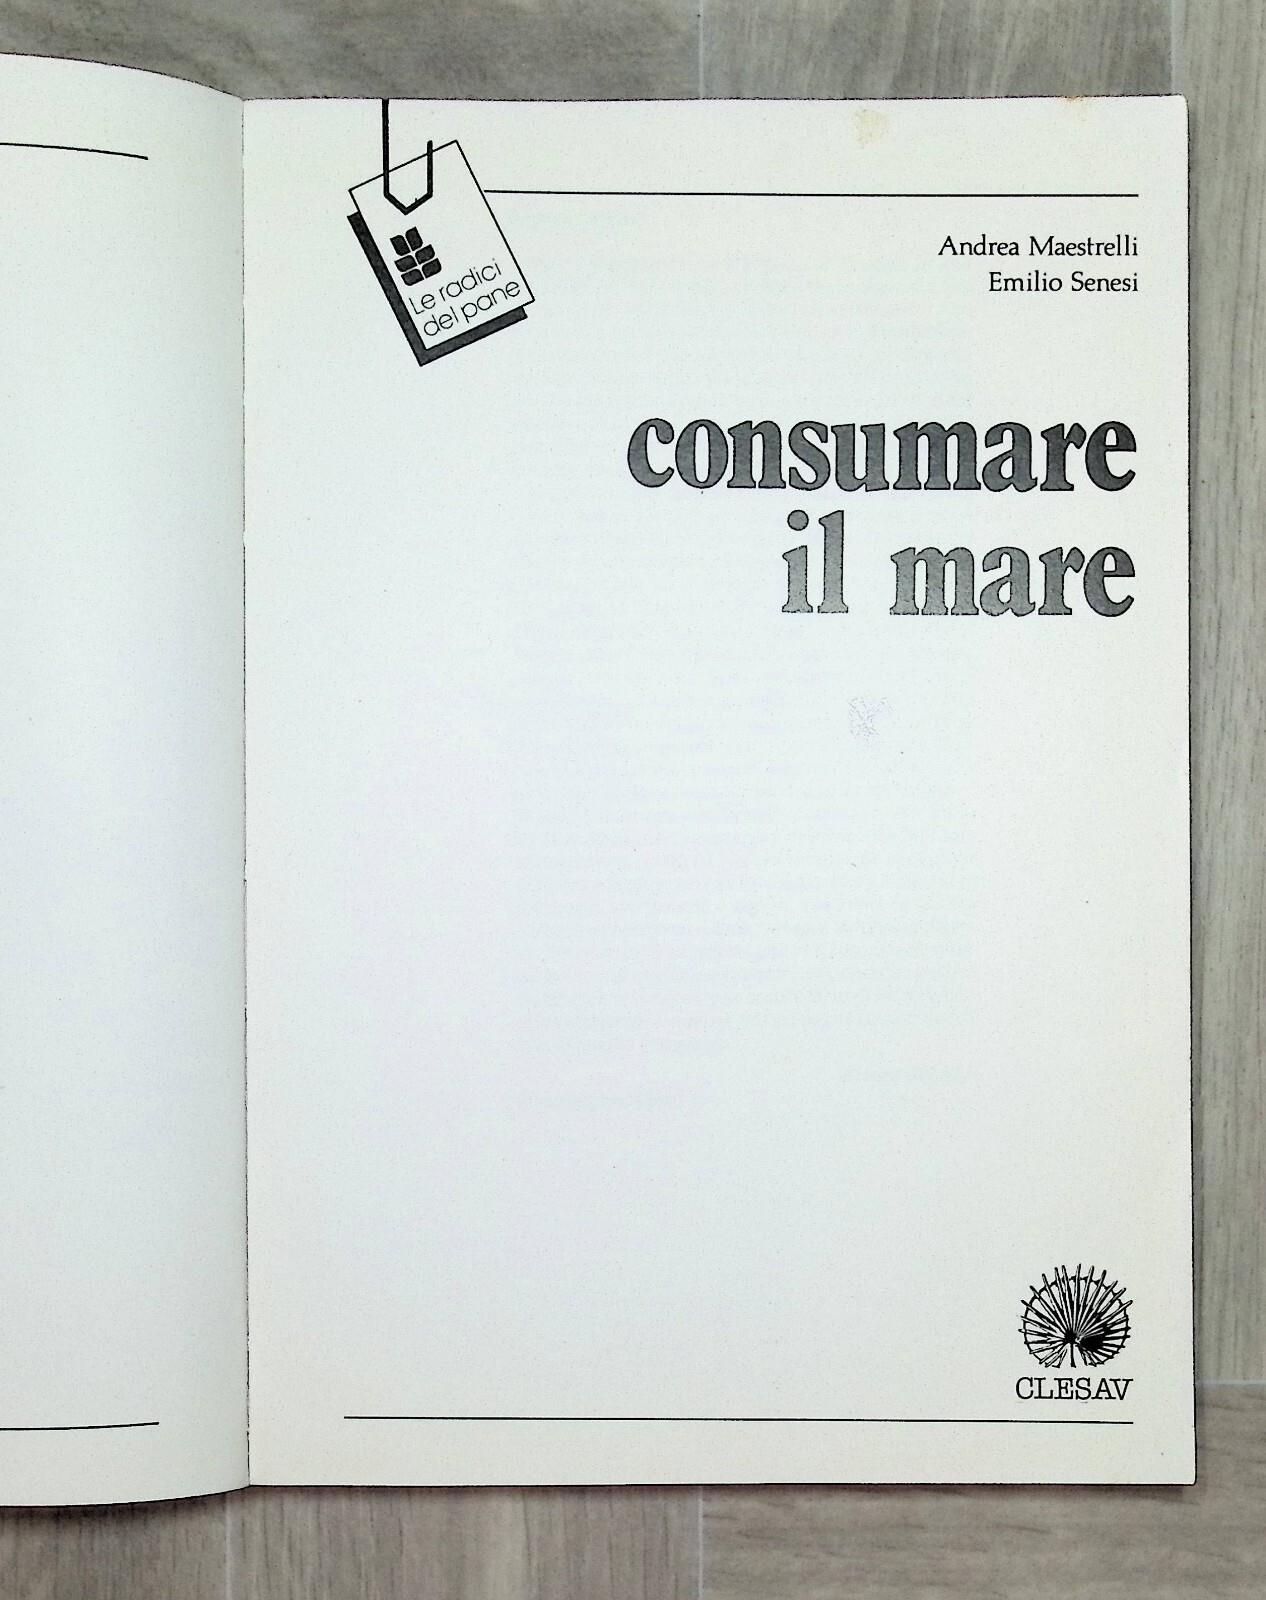 Le radici
del pane
Andrea Maestrelli
Emilio Senesi
consumare
il mare
CLESAV